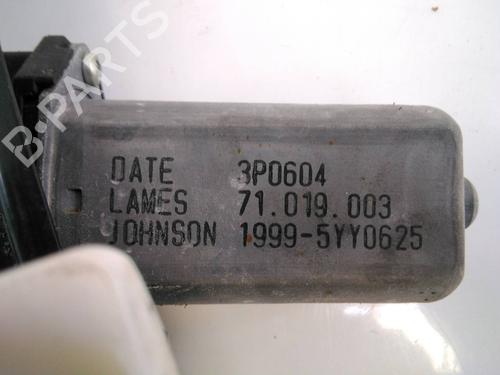 B-PARTS
DATE 3P0604
LAMES 71.019.003
JOHNSON 1999-5YY0625